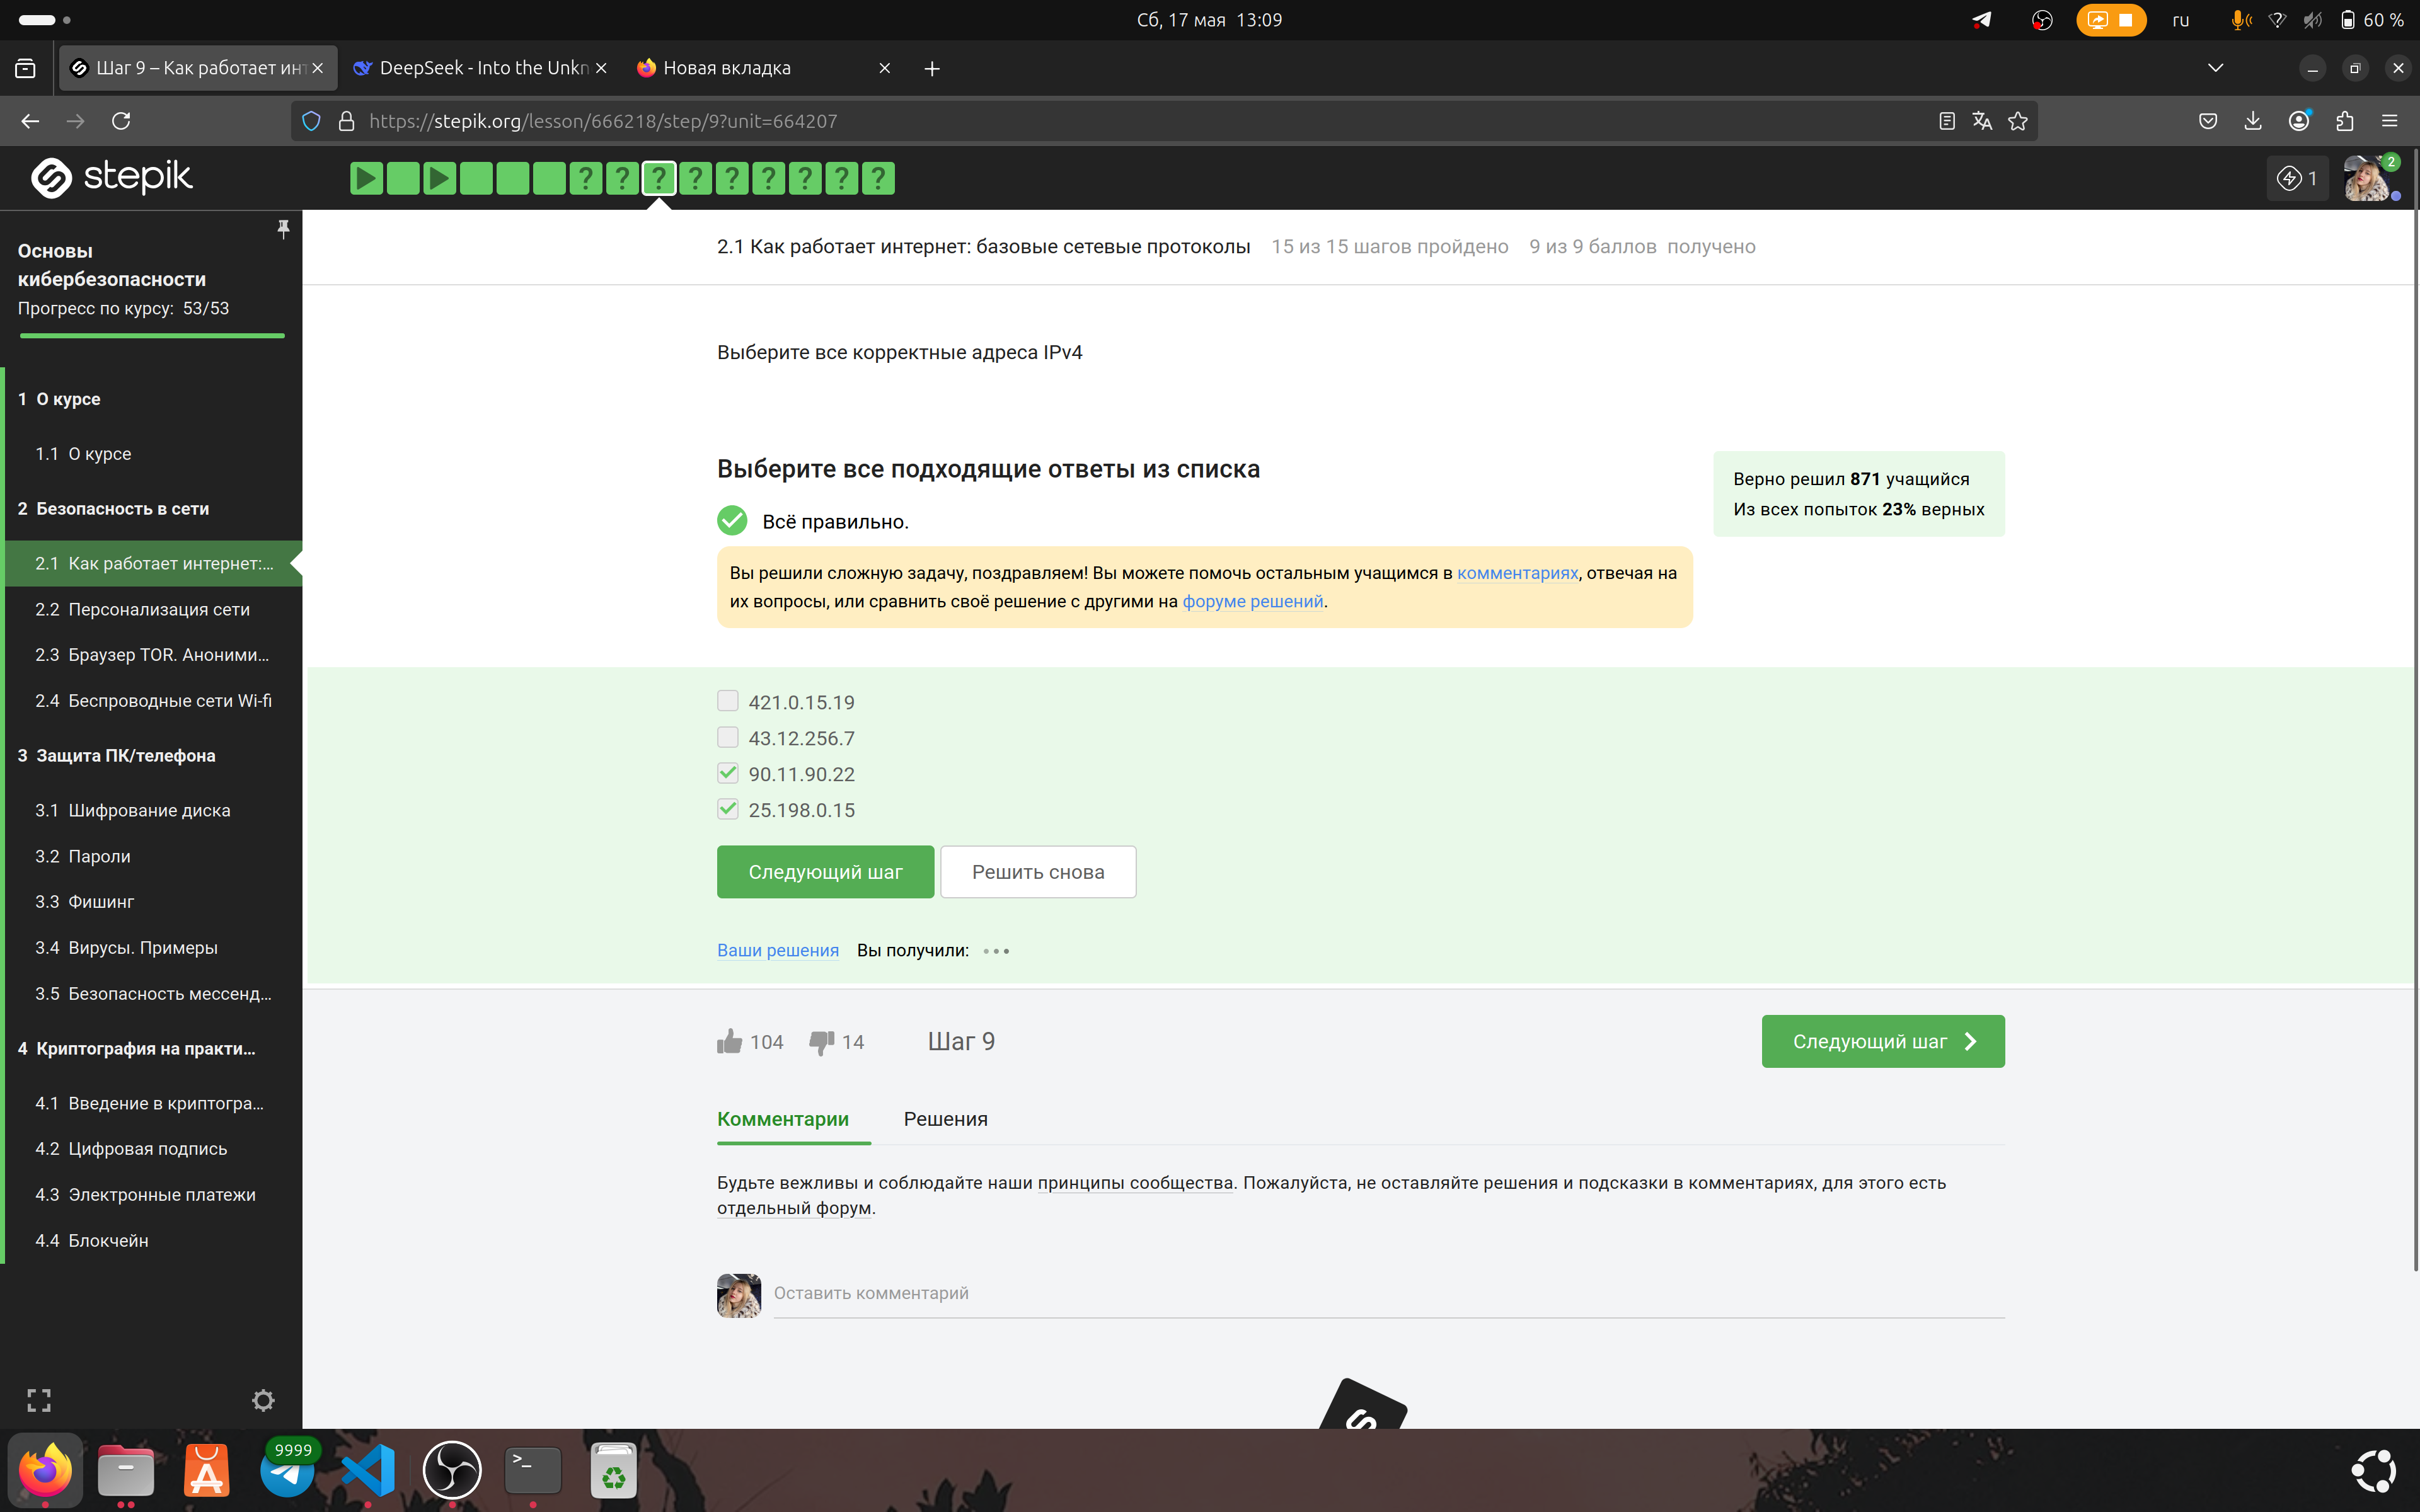 Сб, 17 мая 13:09
ru
60 %
Шаг 9 – Как работает инт
DeepSeek - Into the Unkn
Новая вкладка
https://stepik.org/lesson/666218/step/9?unit=664207
stepik
? ? ? ? ? ? ? ? ?
1
2
Основы
кибербезопасности
Прогресс по курсу: 53/53
1 О курсе
1.1 О курсе
2 Безопасность в сети
2.1 Как работает интернет:...
2.2 Персонализация сети
2.3 Браузер TOR. Аноними...
2.4 Беспроводные сети Wi-fi
3 Защита ПК/телефона
3.1 Шифрование диска
3.2 Пароли
3.3 Фишинг
3.4 Вирусы. Примеры
3.5 Безопасность мессенд...
4 Криптография на практи...
4.1 Введение в криптогра...
4.2 Цифровая подпись
4.3 Электронные платежи
4.4 Блокчейн
2.1 Как работает интернет: базовые сетевые протоколы 15 из 15 шагов пройдено 9 из 9 баллов получено
Выберите все корректные адреса IPv4
Выберите все подходящие ответы из списка
Верно решил 871 учащийся
Из всех попыток 23% верных
Всё правильно.
Вы решили сложную задачу, поздравляем! Вы можете помочь остальным учащимся в комментариях, отвечая на
их вопросы, или сравнить своё решение с другими на форуме решений.
421.0.15.19
43.12.256.7
90.11.90.22
25.198.0.15
Следующий шаг
Решить снова
Ваши решения Вы получили:
104
14
Шаг 9
Следующий шаг
Комментарии
Решения
Будьте вежливы и соблюдайте наши принципы сообщества. Пожалуйста, не оставляйте решения и подсказки в комментариях, для этого есть
отдельный форум.
Оставить комментарий
9999